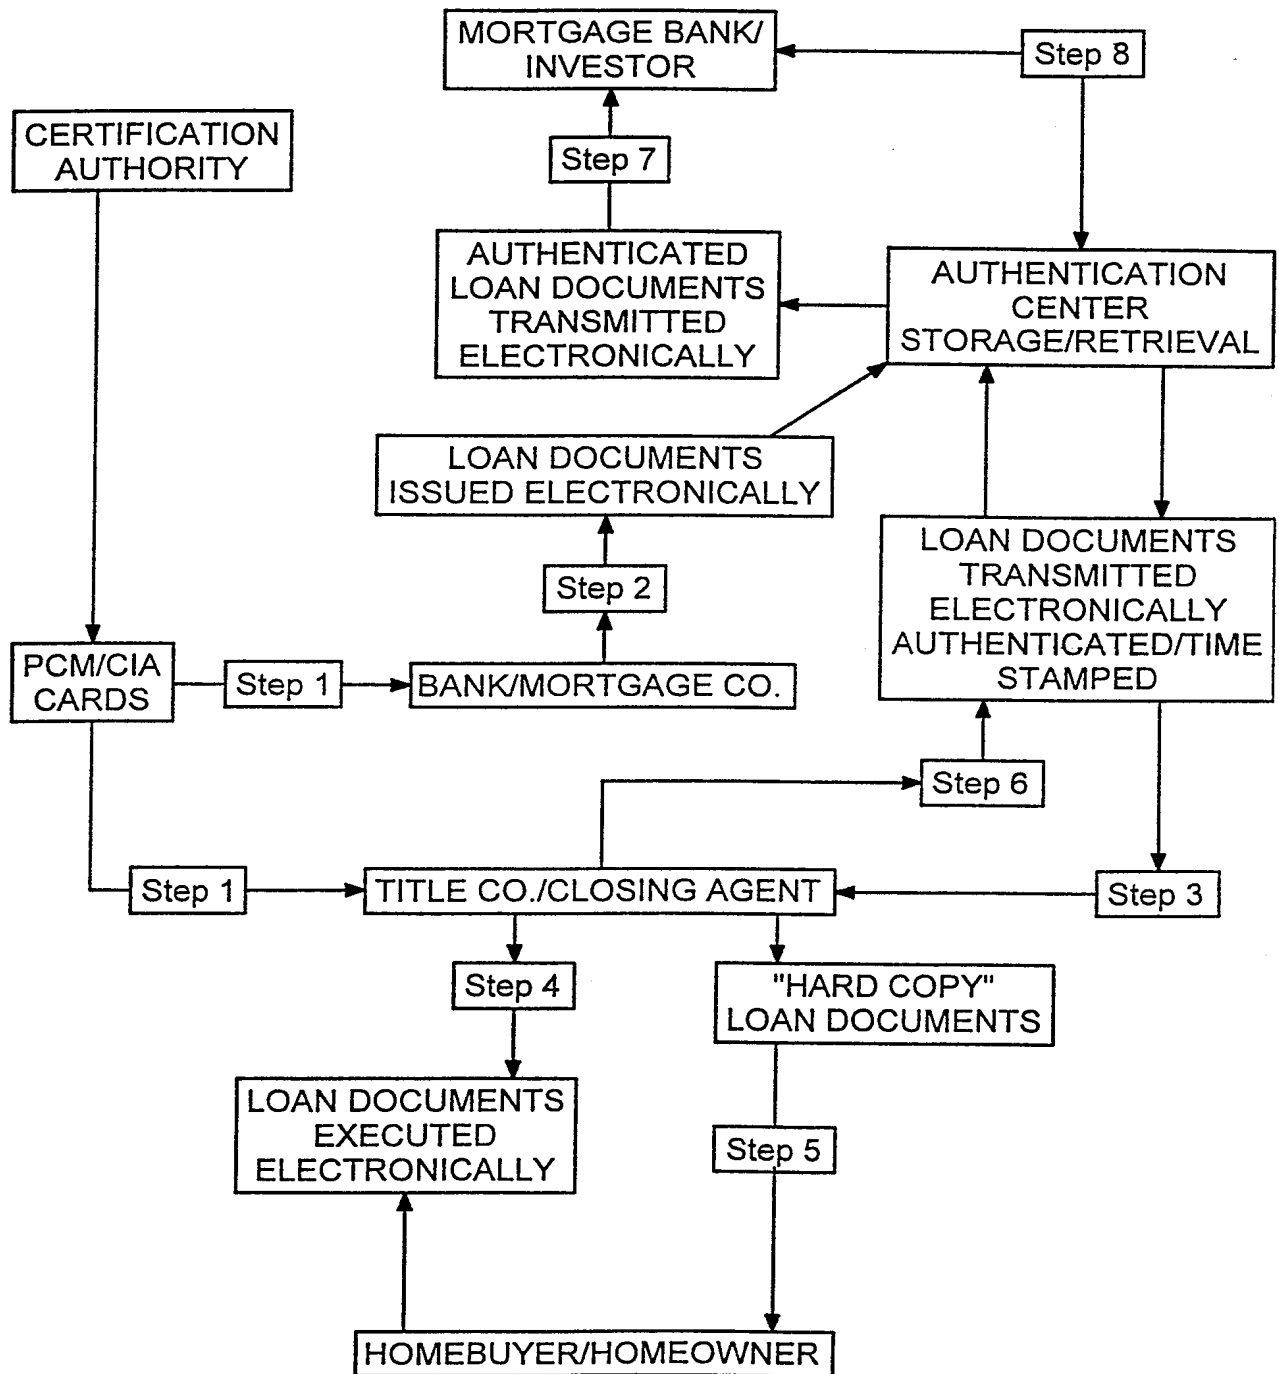 MORTGAGE BANK/
INVESTOR
Step 8
CERTIFICATION
AUTHORITY
Step 7
AUTHENTICATED
LOAN DOCUMENTS
TRANSMITTED
ELECTRONICALLY
AUTHENTICATION
CENTER
STORAGE/RETRIEVAL
LOAN DOCUMENTS
ISSUED ELECTRONICALLY
LOAN DOCUMENTS
TRANSMITTED
ELECTRONICALLY
AUTHENTICATED/TIME
STAMPED
Step 2
PCM/CIA
CARDS
Step 1
BANK/MORTGAGE CO.
Step 6
Step 1
TITLE CO./CLOSING AGENT
Step 3
Step 4
"HARD COPY"
LOAN DOCUMENTS
LOAN DOCUMENTS
EXECUTED
ELECTRONICALLY
Step 5
HOMEBUYER/HOMEOWNER